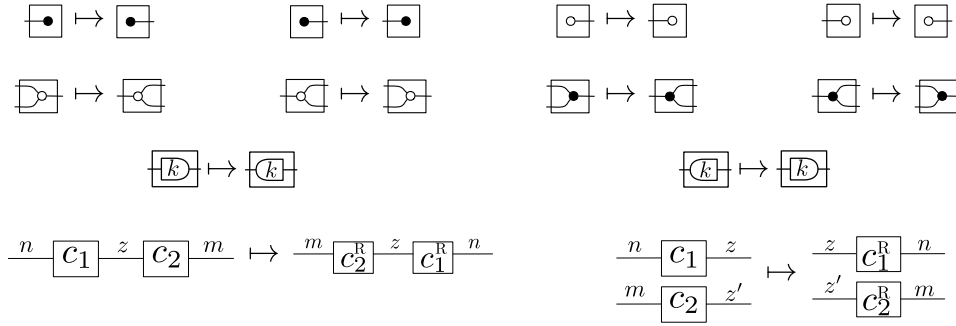 ↦ ↦ ↦ ↦
↦ ↦ ↦ ↦
k ↦ k k ↦ k
n c₁ z c₂ m ↦ m c₂ᴿ z c₁ᴿ n
n c₁ z ↦ z c₁ᴿ n
m c₂ z′ z′ c₂ᴿ m